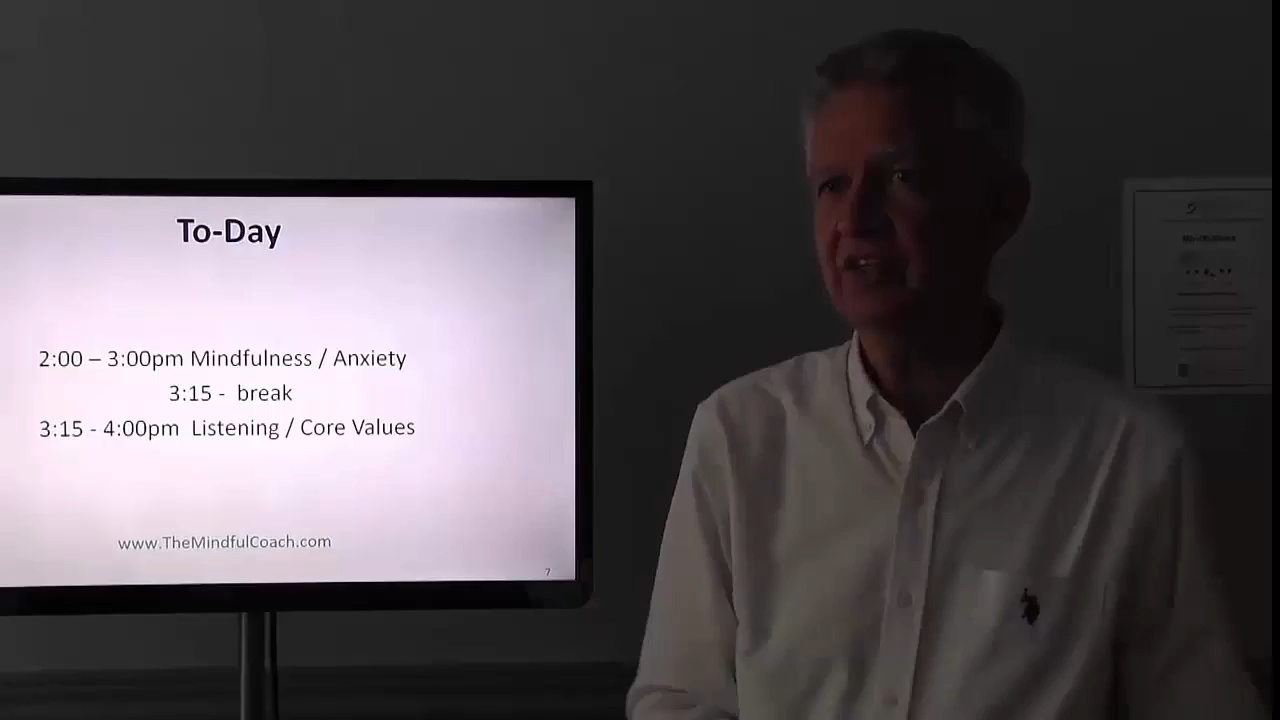 To-Day
2:00 – 3:00pm Mindfulness / Anxiety
3:15 - break
3:15 - 4:00pm Listening / Core Values
www.TheMindfulCoach.com
7
Mindfulness